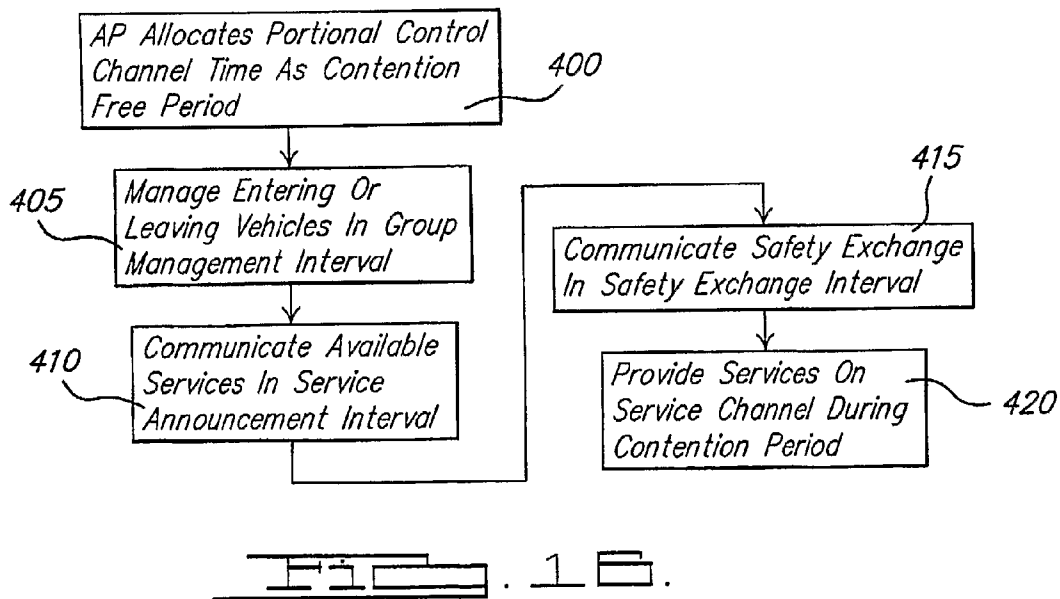 AP Allocates Portional Control
Channel Time As Contention
Free Period
400
405
Manage Entering Or
Leaving Vehicles In Group
Management Interval
410
Communicate Available
Services In Service
Announcement Interval
415
Communicate Safety Exchange
In Safety Exchange Interval
Provide Services On
Service Channel During
Contention Period
420